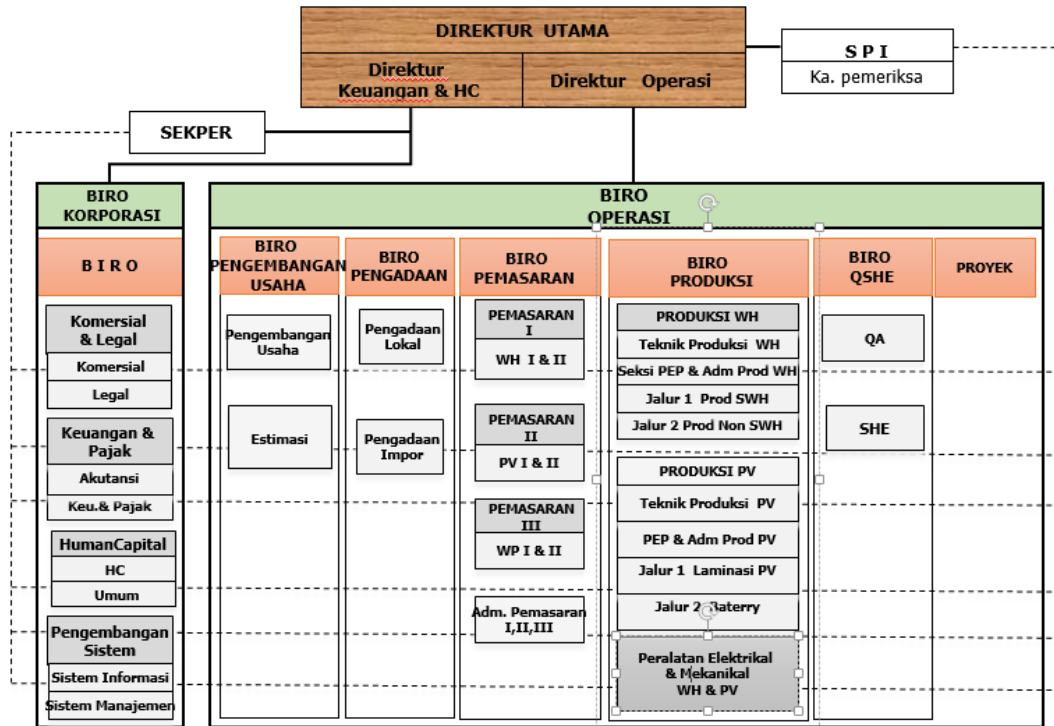 DIREKTUR UTAMA
Direktur
Keuangan & HC
Direktur Operasi
S P I
Ka. pemeriksa
SEKPER
BIRO
KORPORASI
B I R O
Komersial
& Legal
Komersial
Legal
Keuangan &
Pajak
Akutansi
Keu.& Pajak
HumanCapital
HC
Umum
Pengembangan
Sistem
Sistem Informasi
Sistem Manajemen
BIRO
OPERASI
BIRO
PENGEMBANGAN
USAHA
Pengembangan
Usaha
Estimasi
BIRO
PENGADAAN
Pengadaan
Lokal
Pengadaan
Impor
BIRO
PEMASARAN
PEMASARAN
I
WH I & II
PEMASARAN
II
PV I & II
PEMASARAN
III
WP I & II
Adm. Pemasaran
I,II,III
BIRO
PRODUKSI
PRODUKSI WH
Teknik Produksi WH
Seksi PEP & Adm Prod WH
Jalur 1 Prod SWH
Jalur 2 Prod Non SWH
PRODUKSI PV
Teknik Produksi PV
PEP & Adm Prod PV
Jalur 1 Laminasi PV
Jalur 2 Baterry
Peralatan Elektrikal
& Mekanikal
WH & PV
BIRO
QSHE
QA
SHE
PROYEK